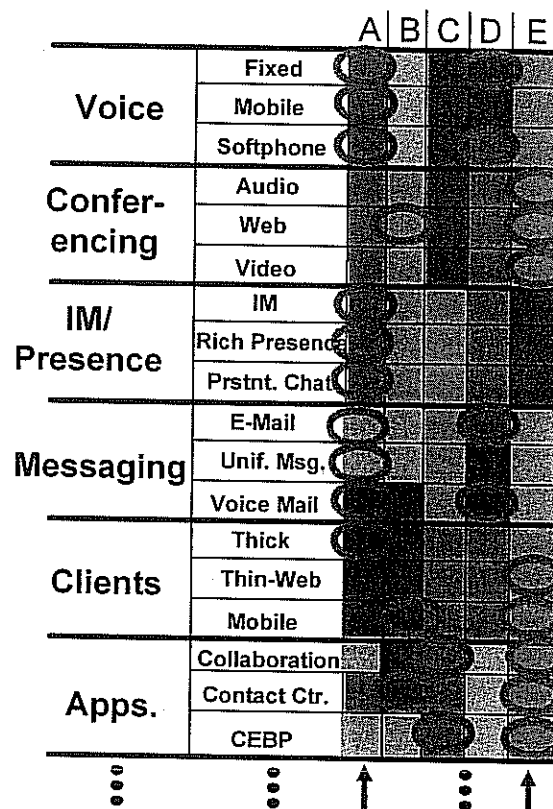 A B C D E
Fixed
Voice
Mobile
Softphone
Audio
Confer-
encing
Web
Video
IM
IM/
Presence
Rich Presenc
Prstnt. Chat
E-Mail
Messaging
Unif. Msg.
Voice Mail
Thick
Clients
Thin-Web
Mobile
Collaboration
Apps.
Contact Ctr.
CEBP